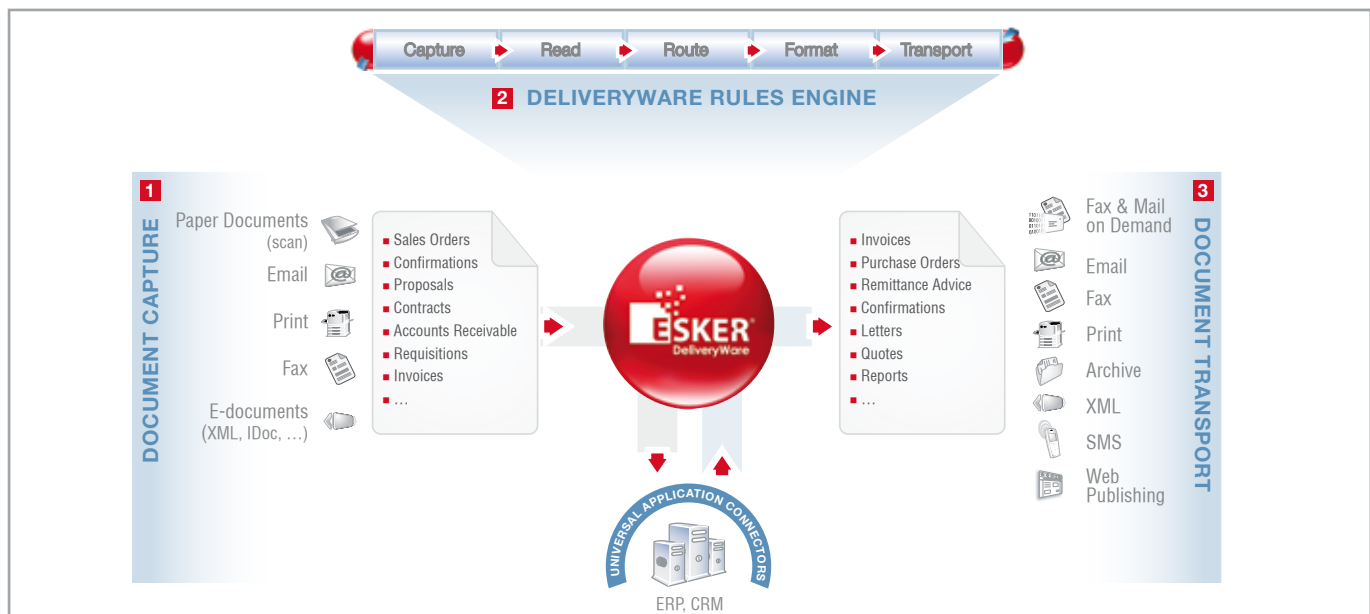 Capture
Read
Route
Format
Transport
2 DELIVERYWARE RULES ENGINE
1
DOCUMENT CAPTURE
Paper Documents
(scan)
Email
Print
Fax
E-documents
(XML, IDoc, ...)
Sales Orders
Confirmations
Proposals
Contracts
Accounts Receivable
Requisitions
Invoices
...
ESKER®
DeliveryWare
UNIVERSAL APPLICATION CONNECTORS
ERP, CRM
Invoices
Purchase Orders
Remittance Advice
Confirmations
Letters
Quotes
Reports
...
3
DOCUMENT TRANSPORT
Fax & Mail
on Demand
Email
Fax
Print
Archive
XML
SMS
Web
Publishing